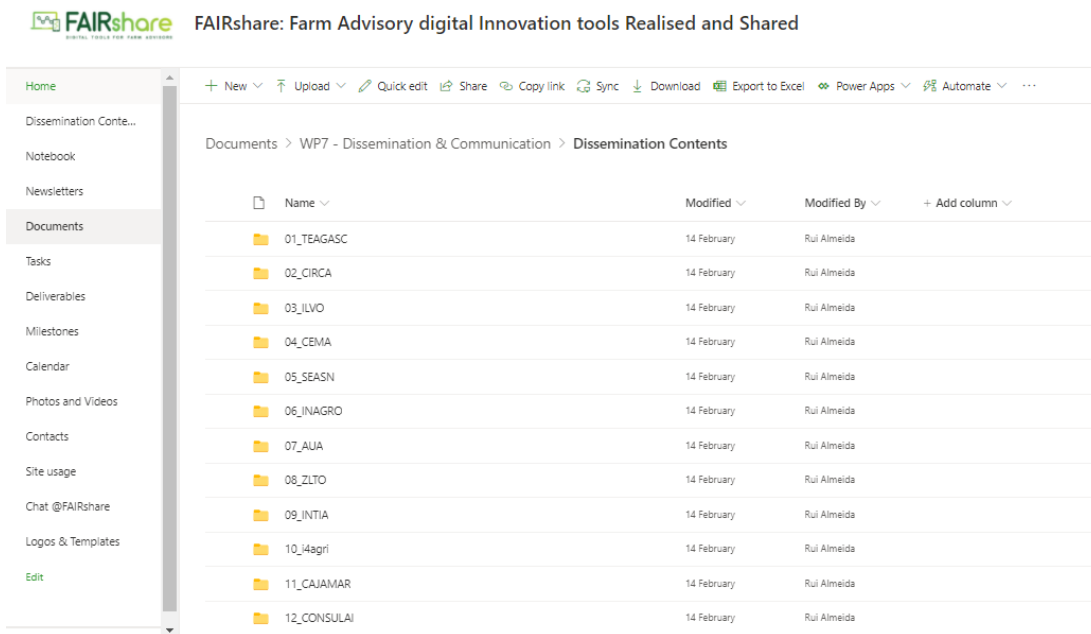 FAIRshare FAIRshare: Farm Advisory digital Innovation tools Realised and Shared
DIGITAL TOOLS FOR FARM ADVISORS
Home
Dissemination Conte...
Notebook
Newsletters
Documents
Tasks
Deliverables
Milestones
Calendar
Photos and Videos
Contacts
Site usage
Chat @FAIRshare
Logos & Templates
Edit
+ New Upload Quick edit Share Copy link Sync Download Export to Excel Power Apps Automate ...
Documents > WP7 - Dissemination & Communication > Dissemination Contents
Name Modified Modified By + Add column
01_TEAGASC 14 February Rui Almeida
02_CIRCA 14 February Rui Almeida
03_ILVO 14 February Rui Almeida
04_CEMA 14 February Rui Almeida
05_SEASN 14 February Rui Almeida
06_INAGRO 14 February Rui Almeida
07_AUA 14 February Rui Almeida
08_ZLTO 14 February Rui Almeida
09_INTIA 14 February Rui Almeida
10_i4agri 14 February Rui Almeida
11_CAJAMAR 14 February Rui Almeida
12_CONSULAI 14 February Rui Almeida